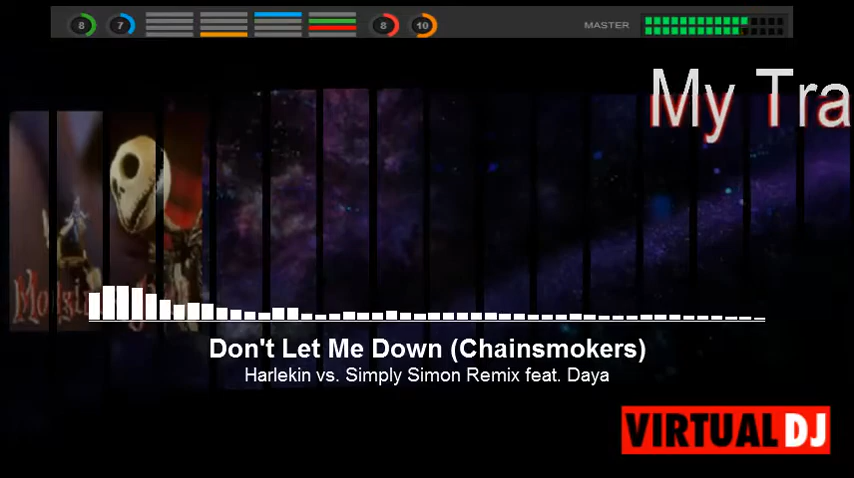 8 7 8 10 MASTER
My Tra
Don't Let Me Down (Chainsmokers)
Harlekin vs. Simply Simon Remix feat. Daya
VIRTUAL DJ